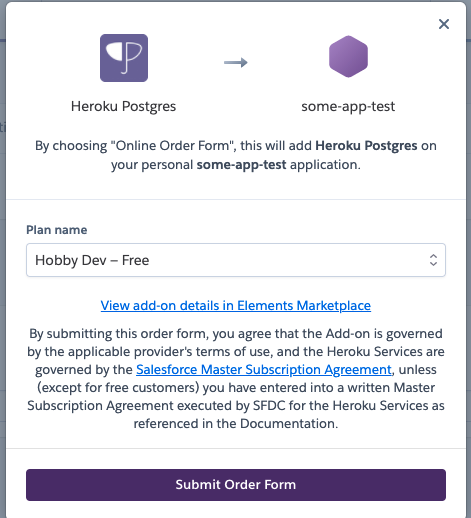 Heroku Postgres
some-app-test
By choosing "Online Order Form", this will add Heroku Postgres on
your personal some-app-test application.
Plan name
Hobby Dev – Free
View add-on details in Elements Marketplace
By submitting this order form, you agree that the Add-on is governed
by the applicable provider's terms of use, and the Heroku Services are
governed by the Salesforce Master Subscription Agreement, unless
(except for free customers) you have entered into a written Master
Subscription Agreement executed by SFDC for the Heroku Services as
referenced in the Documentation.
Submit Order Form